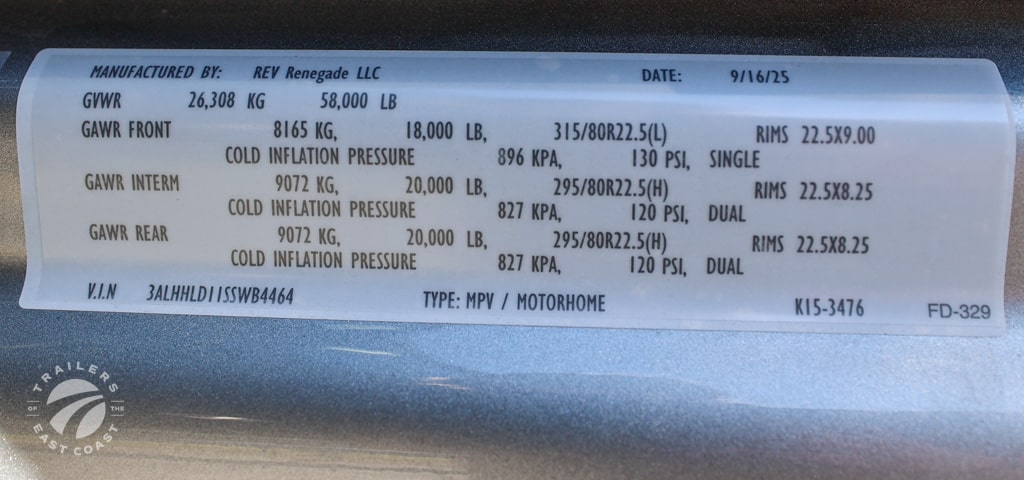 MANUFACTURED BY: REV Renegade LLC DATE: 9/16/25
GVWR 26,308 KG 58,000 LB
GAWR FRONT 8165 KG, 18,000 LB, 315/80R22.5(L) RIMS 22.5X9.00
COLD INFLATION PRESSURE 896 KPA, 130 PSI, SINGLE
GAWR INTERM 9072 KG, 20,000 LB, 295/80R22.5(H) RIMS 22.5X8.25
COLD INFLATION PRESSURE 827 KPA, 120 PSI, DUAL
GAWR REAR 9072 KG, 20,000 LB, 295/80R22.5(H) RIMS 22.5X8.25
COLD INFLATION PRESSURE 827 KPA, 120 PSI, DUAL
V.I.N 3ALHHLD11SSWB4464 TYPE: MPV / MOTORHOME K15-3476 FD-329
TRAILERS
OF THE
EAST COAST